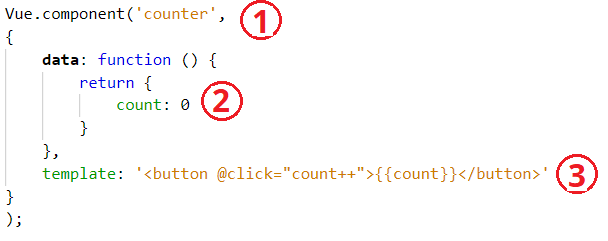 Vue.component('counter', 1
{
data: function () {
return {
count: 0 2
}
},
template: '<button @click="count++">{{count}}</button>' 3
}
);